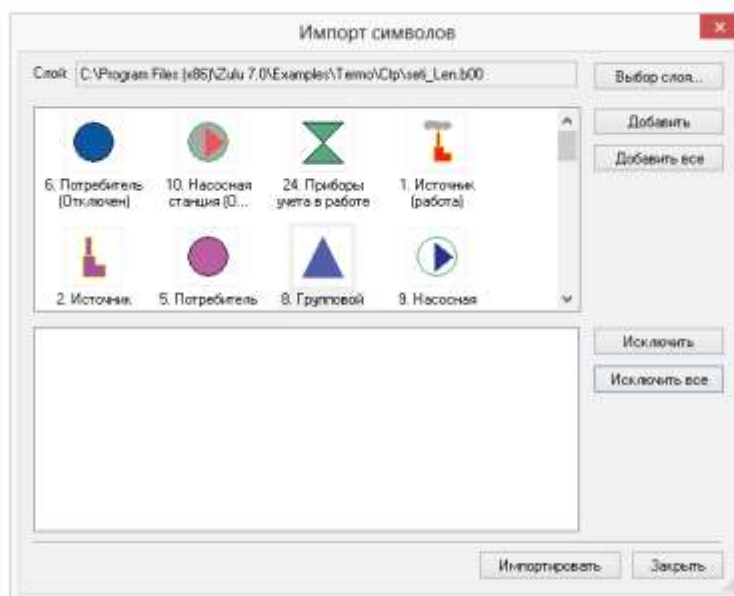 Импорт символов
Слой: C:\Program Files (x86)\Zulu 7.0\Examples\Termo\Ctp\seti_Len.b00
Выбор слоя...
Добавить
Добавить все
6. Потребитель
(Отключен)
10. Насосная
станция (О...
24. Приборы
учета в работе
1. Источник
(работа)
2. Источник
5. Потребитель
8. Групповой
9. Насосная
Исключить
Исключить все
Импортировать
Закрыть